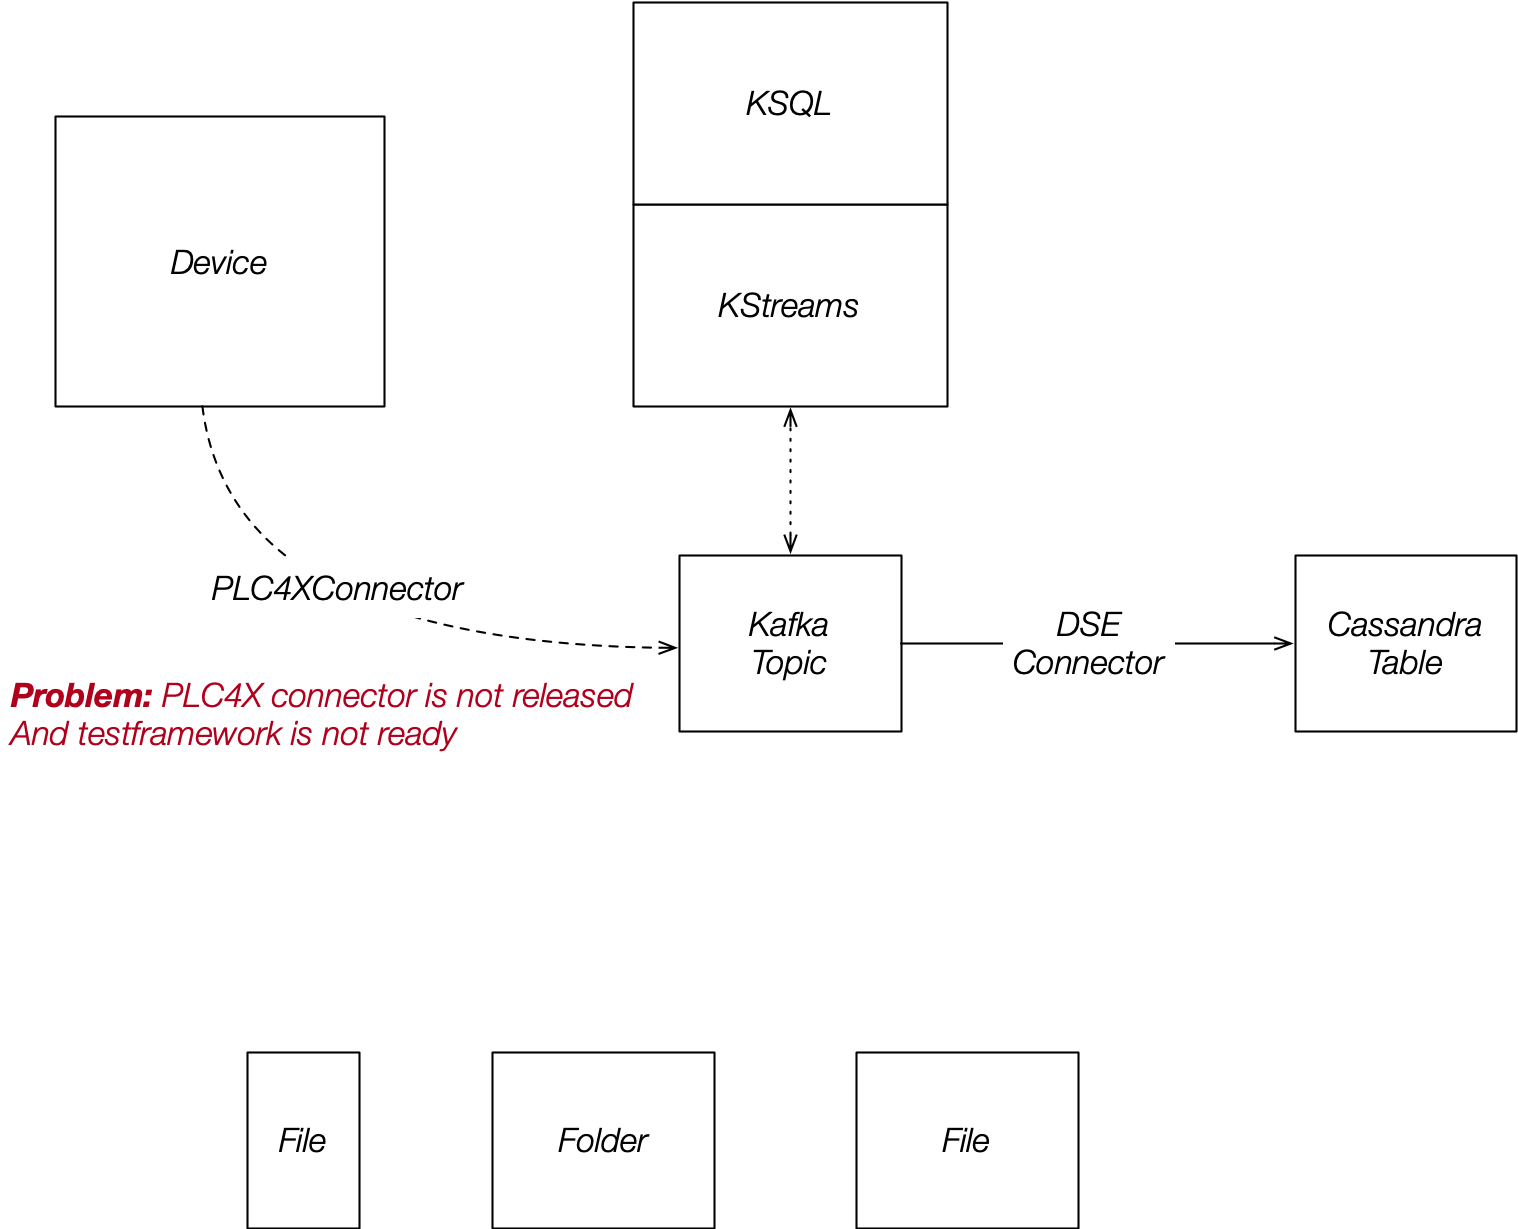 KSQL
Device
KStreams
PLC4XConnector
Kafka
Topic
DSE
Connector
Cassandra
Table
Problem: PLC4X connector is not released
And testframework is not ready
File
Folder
File